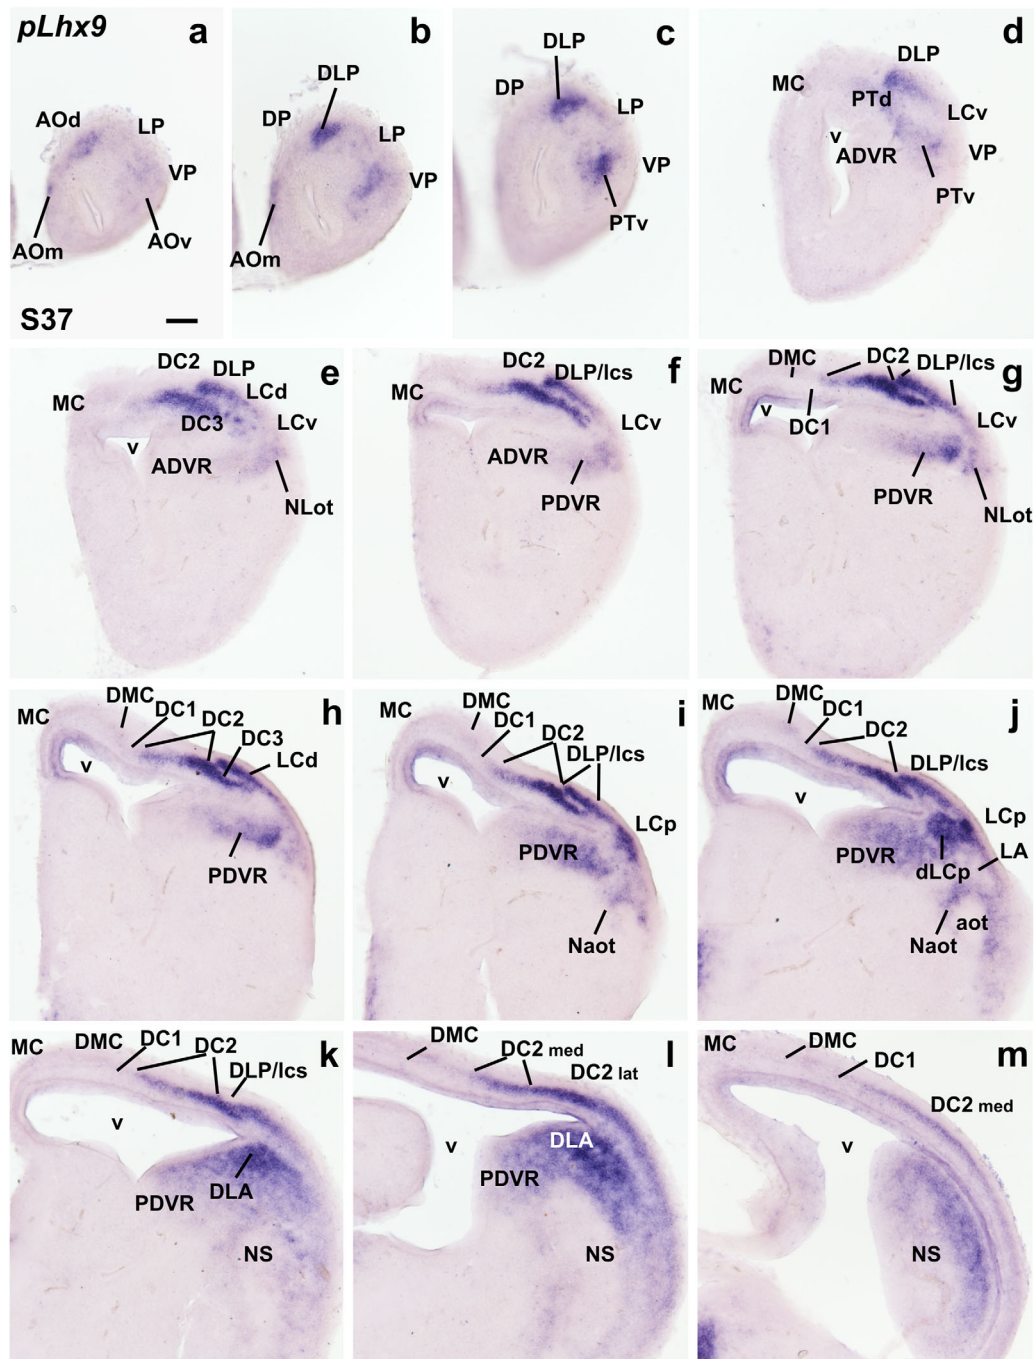 pLhx9
a
AOd
LP
VP
AOm
AOv
S37
b
DLP
DP
LP
VP
AOm
c
DLP
DP
LP
VP
PTv
d
DLP
MC
PTd
LCv
v
ADVR
VP
PTv
e
DC2
DLP
MC
LCd
DC3
LCv
v
ADVR
NLot
f
DC2
DLP/lcs
MC
LCv
ADVR
PDVR
g
DMC
DC2
DLP/lcs
MC
v
DC1
LCv
PDVR
NLot
h
DMC
MC
DC1
DC2
DC3
LCd
v
PDVR
i
DMC
MC
DC1
DC2
DLP/lcs
v
LCp
PDVR
Naot
j
DMC
MC
DC1
DC2
DLP/lcs
v
LCp
PDVR
LA
dLCp
aot
Naot
k
DMC
DC1
MC
DC2
DLP/lcs
v
DLA
PDVR
NS
l
DMC
DC2 med
DC2 lat
v
DLA
PDVR
NS
m
DMC
MC
DC1
DC2 med
v
NS